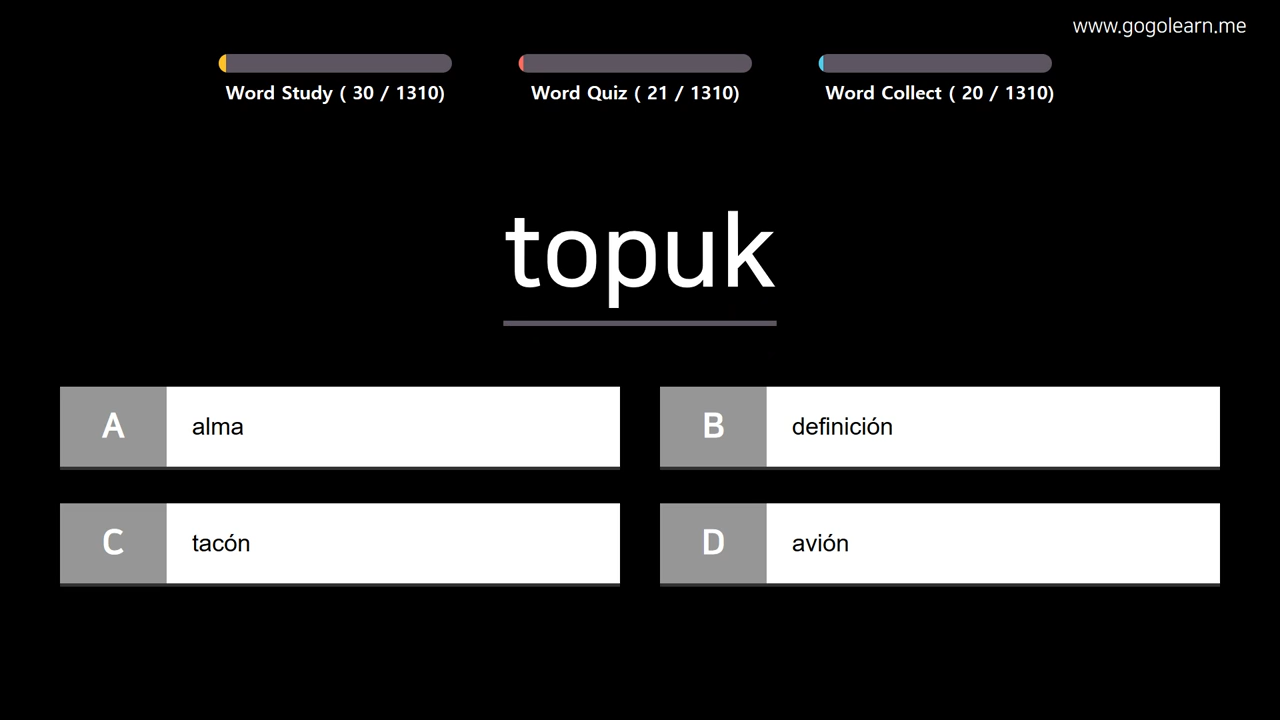 www.gogolearn.me
Word Study ( 30 / 1310)
Word Quiz ( 21 / 1310)
Word Collect ( 20 / 1310)
topuk
A alma
B definición
C tacón
D avión